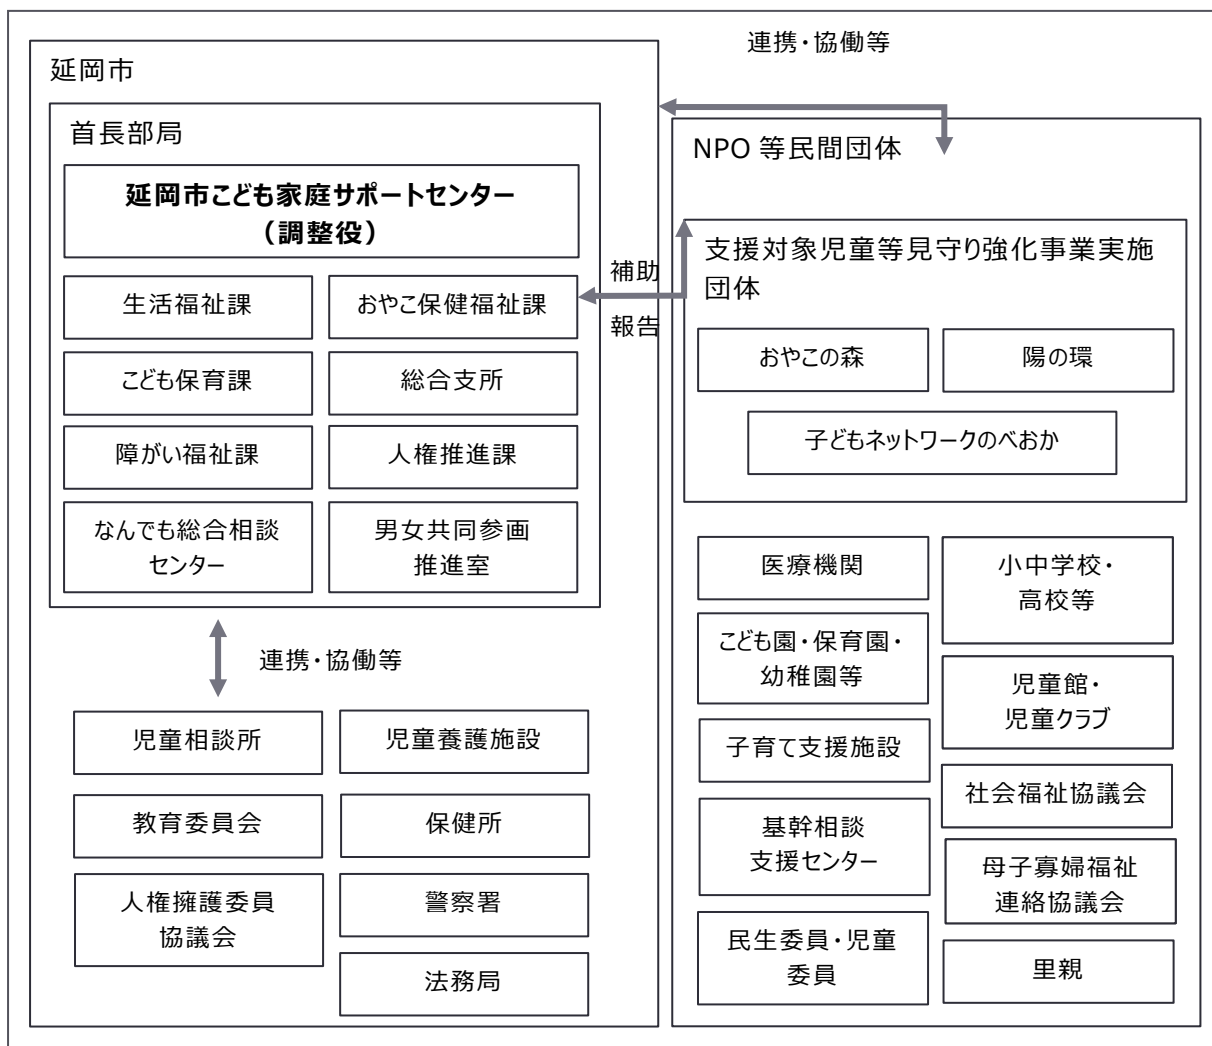 連携・協働等
延岡市
首長部局
延岡市こども家庭サポートセンター
（調整役）
生活福祉課
おやこ保健福祉課
こども保育課
総合支所
障がい福祉課
人権推進課
なんでも総合相談
センター
男女共同参画
推進室
連携・協働等
児童相談所
児童養護施設
教育委員会
保健所
人権擁護委員
協議会
警察署
法務局
補助
報告
NPO 等民間団体
支援対象児童等見守り強化事業実施
団体
おやこの森
陽の環
子どもネットワークのべおか
医療機関
小中学校・
高校等
こども園・保育園・
幼稚園等
児童館・
児童クラブ
子育て支援施設
社会福祉協議会
基幹相談
支援センター
母子寡婦福祉
連絡協議会
民生委員・児童
委員
里親